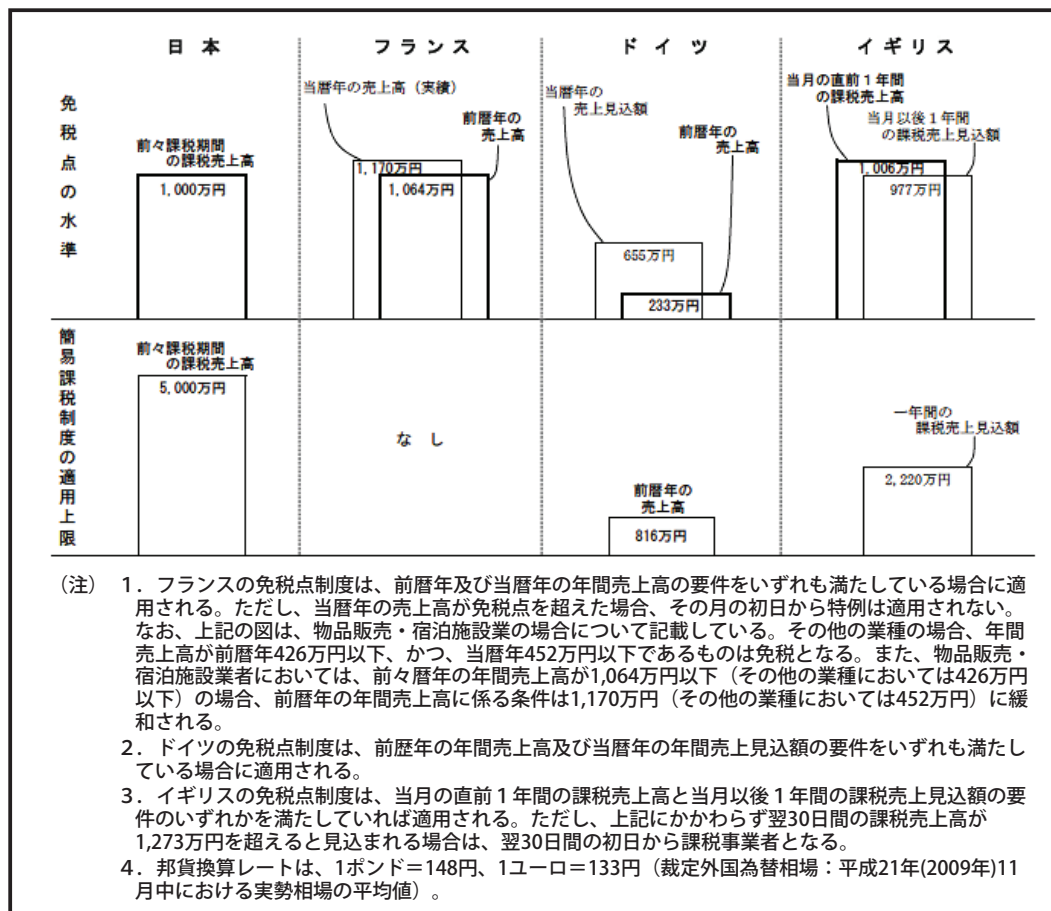 日本
フランス
ドイツ
イギリス
免税点の水準
前々課税期間
の課税売上高
1,000万円
当暦年の売上高（実績）
前暦年の
売上高
1,170万円
1,064万円
当暦年の
売上見込額
前暦年の
売上高
655万円
233万円
当月の直前１年間
の課税売上高
当月以後１年間
の課税売上見込額
1,006万円
977万円
簡易課税制度の適用上限
前々課税期間
の課税売上高
5,000万円
なし
前暦年の
売上高
816万円
一年間の
課税売上見込額
2,220万円
（注）　１．フランスの免税点制度は、前暦年及び当暦年の年間売上高の要件をいずれも満たしている場合に適
用される。ただし、当暦年の売上高が免税点を超えた場合、その月の初日から特例は適用されない。
なお、上記の図は、物品販売・宿泊施設業の場合について記載している。その他の業種の場合、年間
売上高が前暦年426万円以下、かつ、当暦年452万円以下であるものは免税となる。また、物品販売・
宿泊施設業者においては、前々暦年の年間売上高が1,064万円以下（その他の業種においては426万円
以下）の場合、前暦年の年間売上高に係る条件は1,170万円（その他の業種においては452万円）に緩
和される。
２．ドイツの免税点制度は、前歴年の年間売上高及び当暦年の年間売上見込額の要件をいずれも満たし
ている場合に適用される。
３．イギリスの免税点制度は、当月の直前１年間の課税売上高と当月以後１年間の課税売上見込額の要
件のいずれかを満たしていれば適用される。ただし、上記にかかわらず翌30日間の課税売上高が
1,273万円を超えると見込まれる場合は、翌30日間の初日から課税事業者となる。
４．邦貨換算レートは、1ポンド＝148円、1ユーロ＝133円（裁定外国為替相場：平成21年(2009年)11
月中における実勢相場の平均値）。